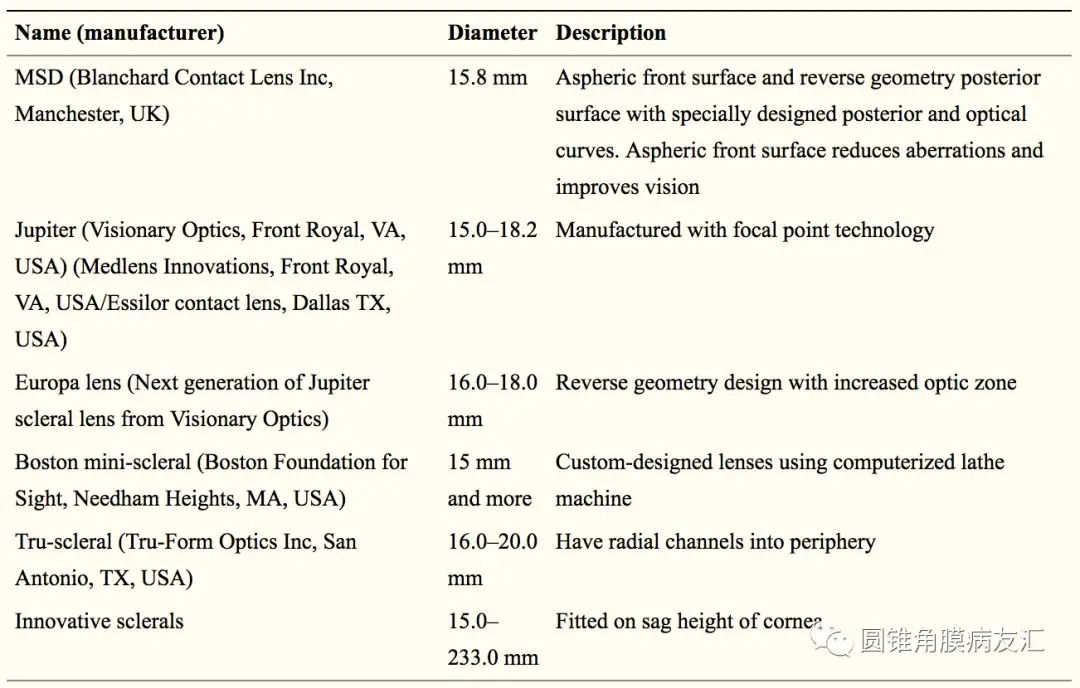 Name (manufacturer) Diameter Description
MSD (Blanchard Contact Lens Inc, 15.8 mm Aspheric front surface and reverse geometry posterior
Manchester, UK) surface with specially designed posterior and optical
curves. Aspheric front surface reduces aberrations and
improves vision
Jupiter (Visionary Optics, Front Royal, VA, 15.0–18.2 Manufactured with focal point technology
USA) (Medlens Innovations, Front Royal, mm
VA, USA/Essilor contact lens, Dallas TX,
USA)
Europa lens (Next generation of Jupiter 16.0–18.0 Reverse geometry design with increased optic zone
scleral lens from Visionary Optics) mm
Boston mini-scleral (Boston Foundation for 15 mm Custom-designed lenses using computerized lathe
Sight, Needham Heights, MA, USA) and more machine
Tru-scleral (Tru-Form Optics Inc, San 16.0–20.0 Have radial channels into periphery
Antonio, TX, USA) mm
Innovative sclerals 15.0– Fitted on sag height of cornea
233.0 mm
圆锥角膜病友汇